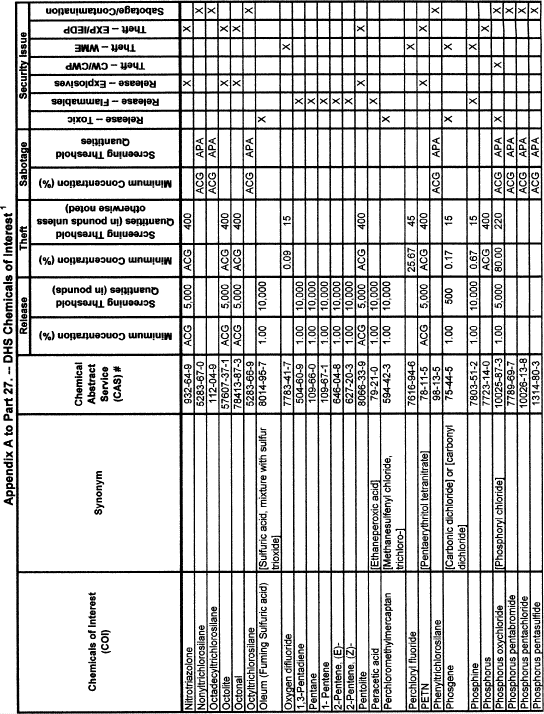 Appendix A to Part 27. -- DHS Chemicals of Interest 1
Release Theft Sabotage Security Issue
Chemicals of Interest (COI)
Synonym
Chemical Abstract Service (CAS) #
Minimum Concentration (%)
Screening Threshold Quantities (in pounds)
Minimum Concentration (%)
Screening Threshold Quantities (in pounds unless otherwise noted)
Minimum Concentration (%)
Screening Threshold Quantities
Release – Toxic
Release – Flammables
Release – Explosives
Theft – CW/CWP
Theft – WME
Theft – EXP/IEDP
Sabotage/Contamination
Nitrotriazolone 932-64-9 ACG 5,000 ACG 400 X X
Nonyltrichlorosilane 5283-67-0 ACG APA X
Octadecyltrichlorosilane 112-04-9 ACG APA X
Octolite 57607-37-1 ACG 5,000 ACG 400 X X
Octonal 78413-87-3 ACG 5,000 ACG 400 X X
Octyltrichlorosilane 5283-66-9 ACG APA X
Oleum (Fuming Sulfuric acid) [Sulfuric acid, mixture with sulfur 8014-95-7 1.00 10,000 X
trioxide]
Oxygen difluoride 7783-41-7 0.09 15 X
1,3-Pentadiene 504-60-9 1.00 10,000 X
Pentane 109-66-0 1.00 10,000 X
1- Pentene 109-67-1 1.00 10,000 X
2-Pentene, (E)- 646-04-8 1.00 10,000 X
2-Pentene, (Z)- 627-20-3 1.00 10,000 X
Pentolite 8066-33-9 ACG 5,000 ACG 400 X X
Peracetic acid [Ethaneperoxic acid] 79-21-0 1.00 10,000 X
Perchloromethylmercaptan [Methanesulfenyl chloride, 594-42-3 1.00 10,000 X
trichloro-]
Perchloryl fluoride 7616-94-6 25.67 45 X
PETN [Pentaerythritol tetranitrate] 78-11-5 ACG 5,000 ACG 400 X X
Phenyltrichlorosilane 98-13-5 ACG APA X
Phosgene [Carbonic dichloride] or [carbonyl 75-44-5 1.00 500 0.17 15 X X
dichloride]
Phosphine 7803-51-2 1.00 10,000 0.67 15 X X
Phosphorus 7723-14-0 ACG 400 X
Phosphorus oxychloride [Phosphoryl chloride] 10025-87-3 1.00 5,000 80.00 220 ACG APA X X X
Phosphorus pentabromide 7789-69-7 ACG APA X
Phosphorus pentachloride 10026-13-8 ACG APA X
Phosphorus pentasulfide 1314-80-3 ACG APA X